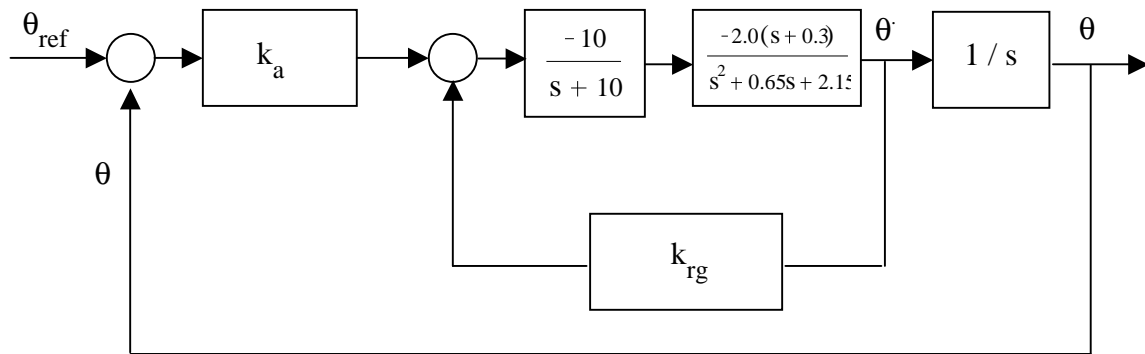 θref
ka
-10
s + 10
-2.0(s + 0.3)
s² + 0.65s + 2.15
θ̇
1 / s
θ
θ
krg